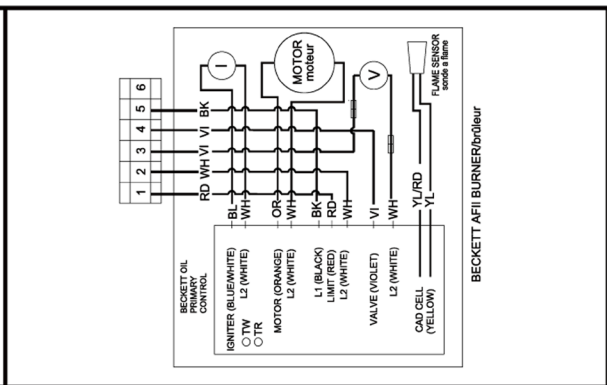 6
5
4
3
2
1
BK
VI
VI
WH
RD
I
MOTOR
moteur
V
FLAME SENSOR
sonde a flame
BL
WH
OR
WH
BK
RD
WH
VI
WH
YL/RD
YL
BECKETT OIL
PRIMARY
CONTROL
IGNITER (BLUE/WHITE)
L2 (WHITE)
TW
TR
MOTOR (ORANGE)
L2 (WHITE)
L1 (BLACK)
LIMIT (RED)
L2 (WHITE)
VALVE (VIOLET)
L2 (WHITE)
CAD CELL
(YELLOW)
BECKETT AFII BURNER/brûleur